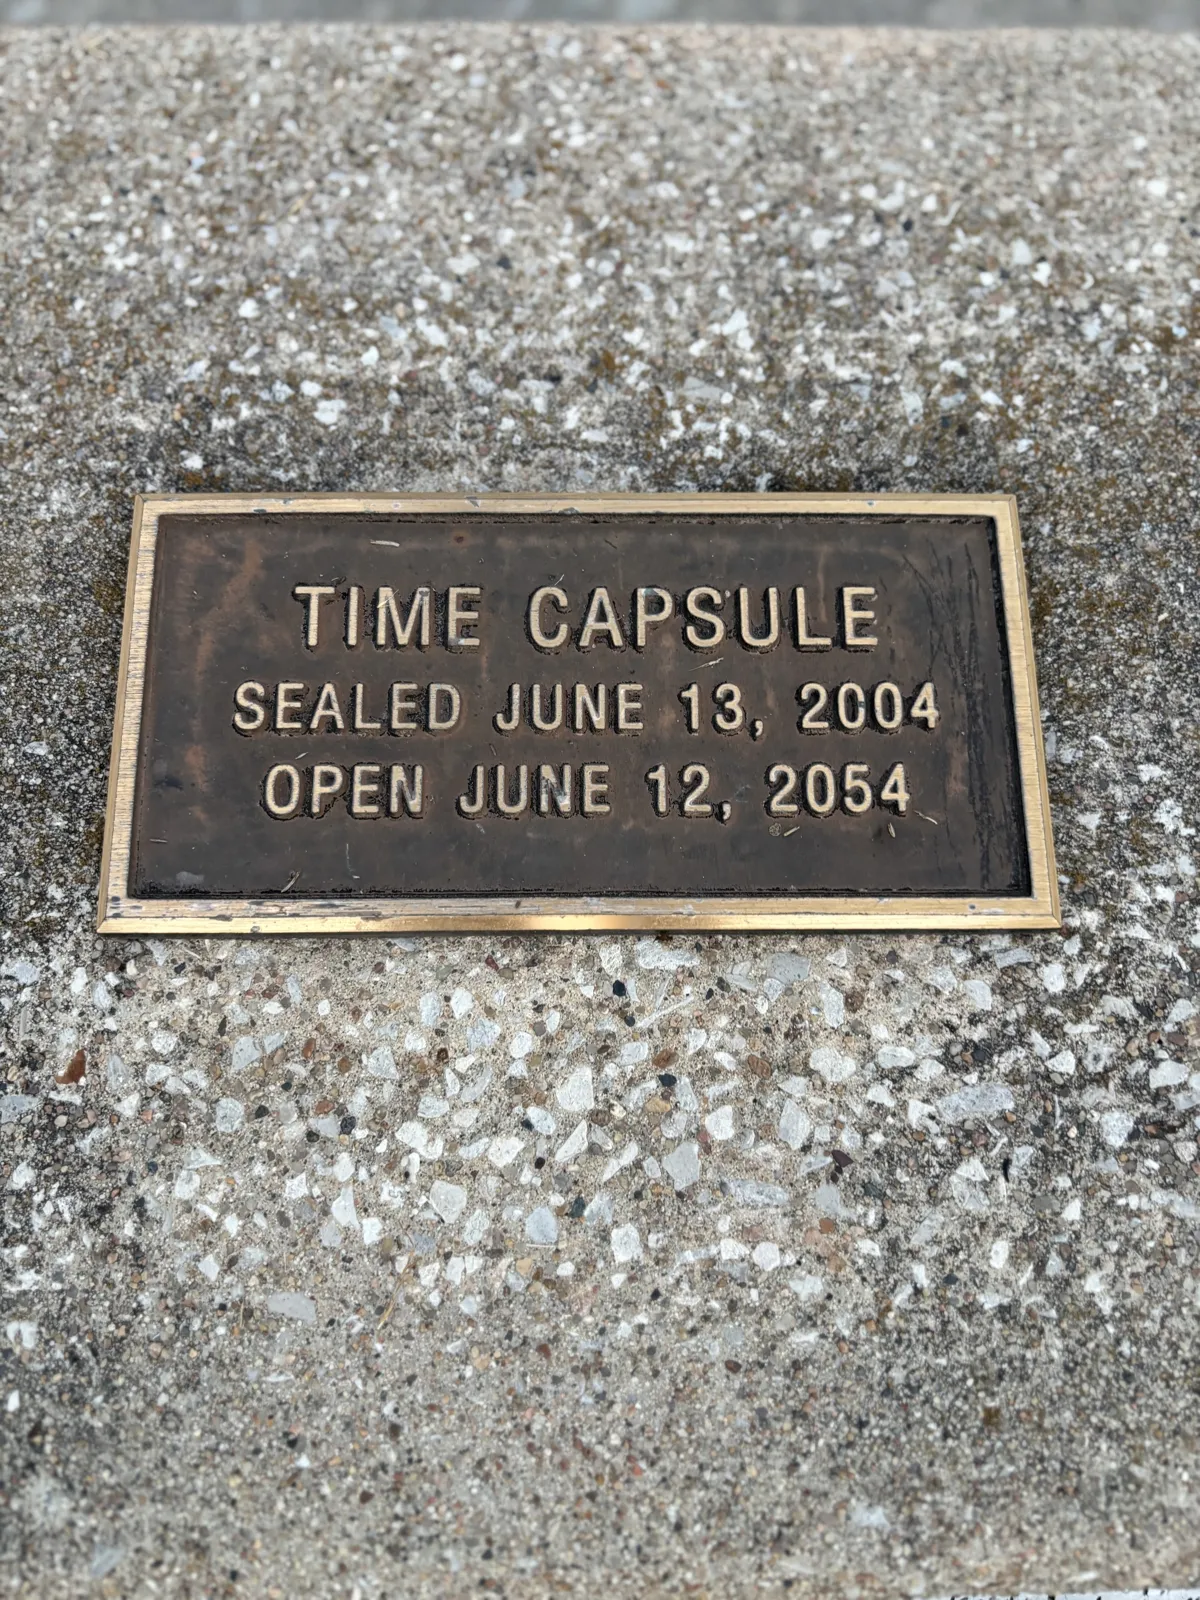 TIME CAPSULE
SEALED JUNE 13, 2004
OPEN JUNE 12, 2054